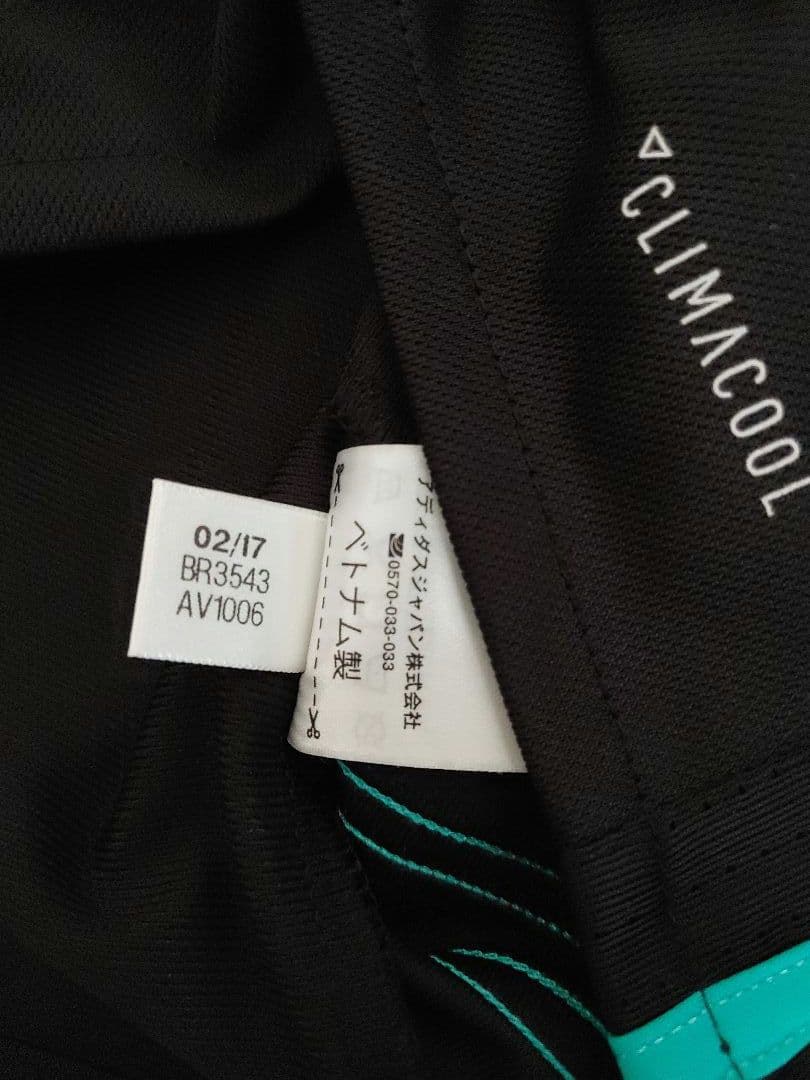 CLIMACOOL
02/17
BR3543
AV1006
アディダスジャパン株式会社
0570-033-033
ベトナム製